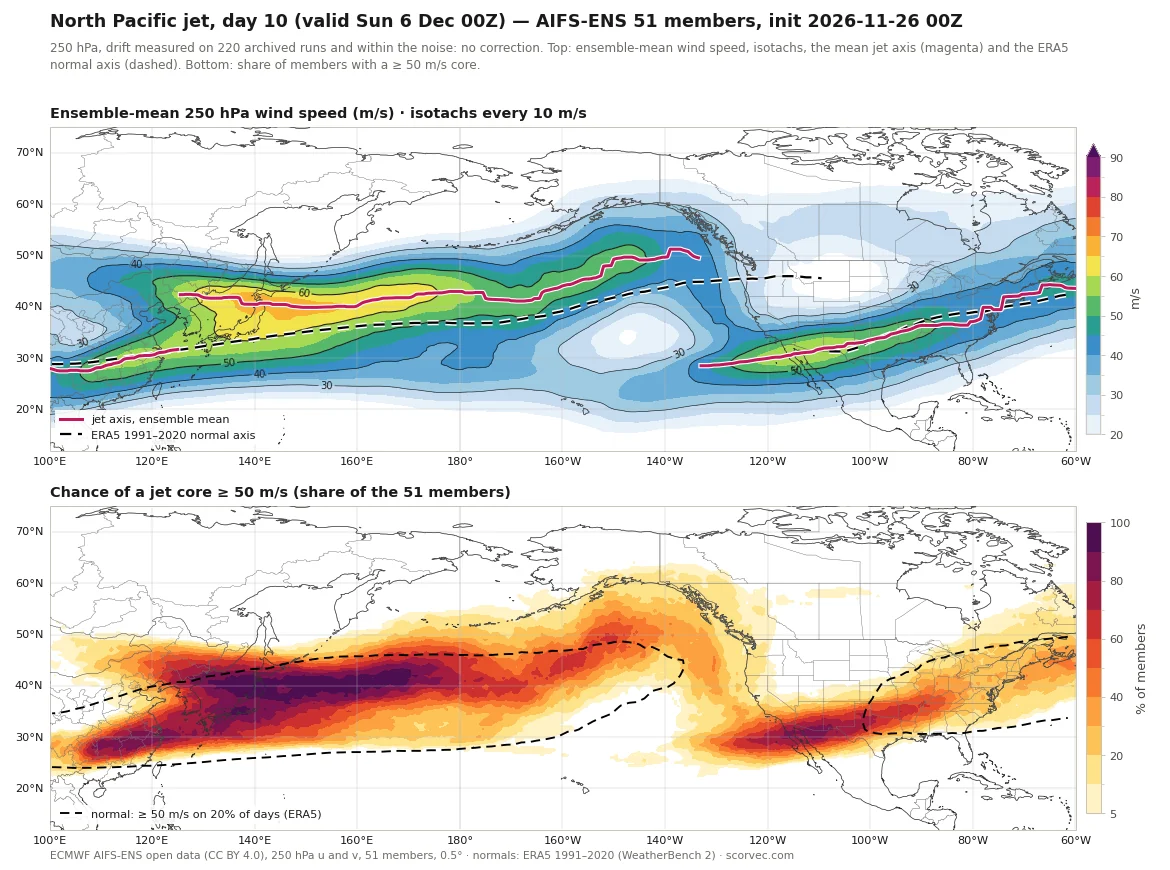 North Pacific jet, day 10 (valid Sun 6 Dec 00Z) — AIFS-ENS 51 members, init 2026-11-26 00Z
250 hPa, drift measured on 220 archived runs and within the noise: no correction. Top: ensemble-mean wind speed, isotachs, the mean jet axis (magenta) and the ERA5
normal axis (dashed). Bottom: share of members with a ≥ 50 m/s core.
Ensemble-mean 250 hPa wind speed (m/s) · isotachs every 10 m/s
70°N
60°N
50°N
40°N
30°N
20°N
40
60
30
50
40
30
30
50
30
jet axis, ensemble mean
ERA5 1991–2020 normal axis
100°E 120°E 140°E 160°E 180° 160°W 140°W 120°W 100°W 80°W 60°W
90
80
70
60
50
40
30
20
m/s
Chance of a jet core ≥ 50 m/s (share of the 51 members)
70°N
60°N
50°N
40°N
30°N
20°N
normal: ≥ 50 m/s on 20% of days (ERA5)
100°E 120°E 140°E 160°E 180° 160°W 140°W 120°W 100°W 80°W 60°W
100
80
60
40
20
5
% of members
ECMWF AIFS-ENS open data (CC BY 4.0), 250 hPa u and v, 51 members, 0.5° · normals: ERA5 1991–2020 (WeatherBench 2) · scorvec.com